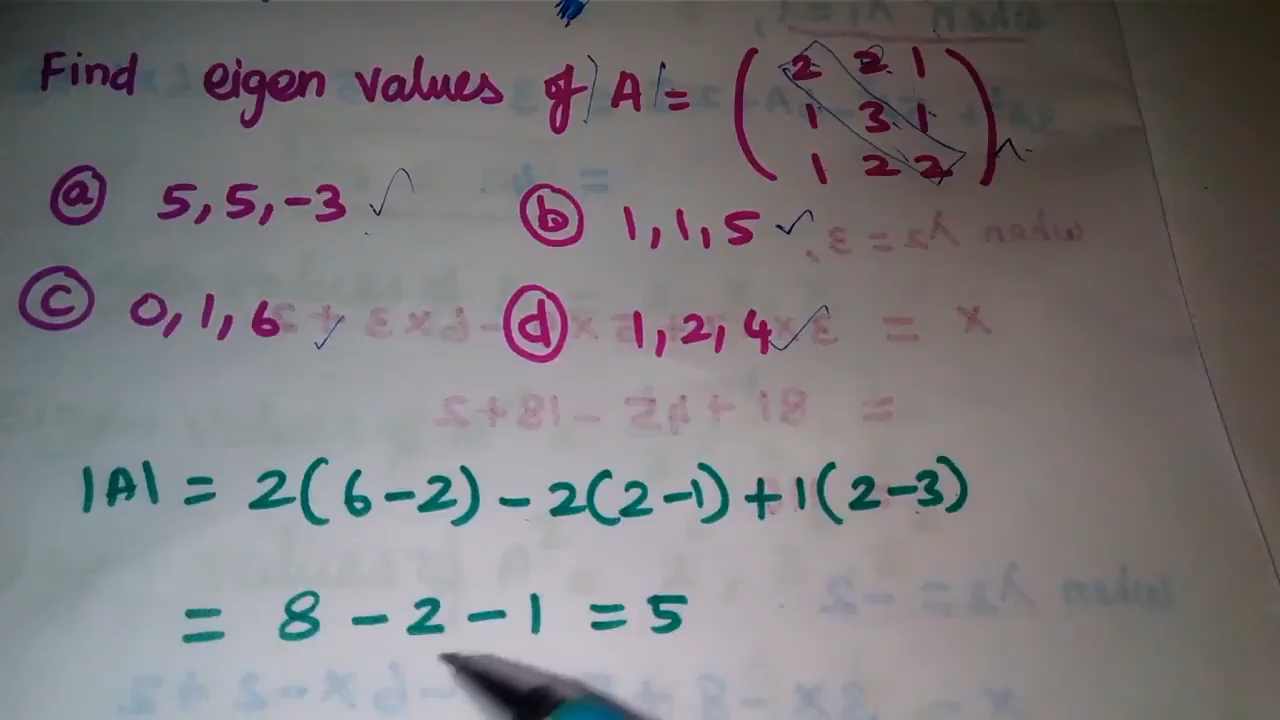 Find eigen values of A = ( 2 2 1
1 3 1
1 2 2 )
ⓐ 5, 5, -3 ✓
ⓑ 1, 1, 5 ✓
ⓒ 0, 1, 6 ✓
ⓓ 1, 2, 4 ✓
|A| = 2(6-2) - 2(2-1) + 1(2-3)
= 8 - 2 - 1 = 5